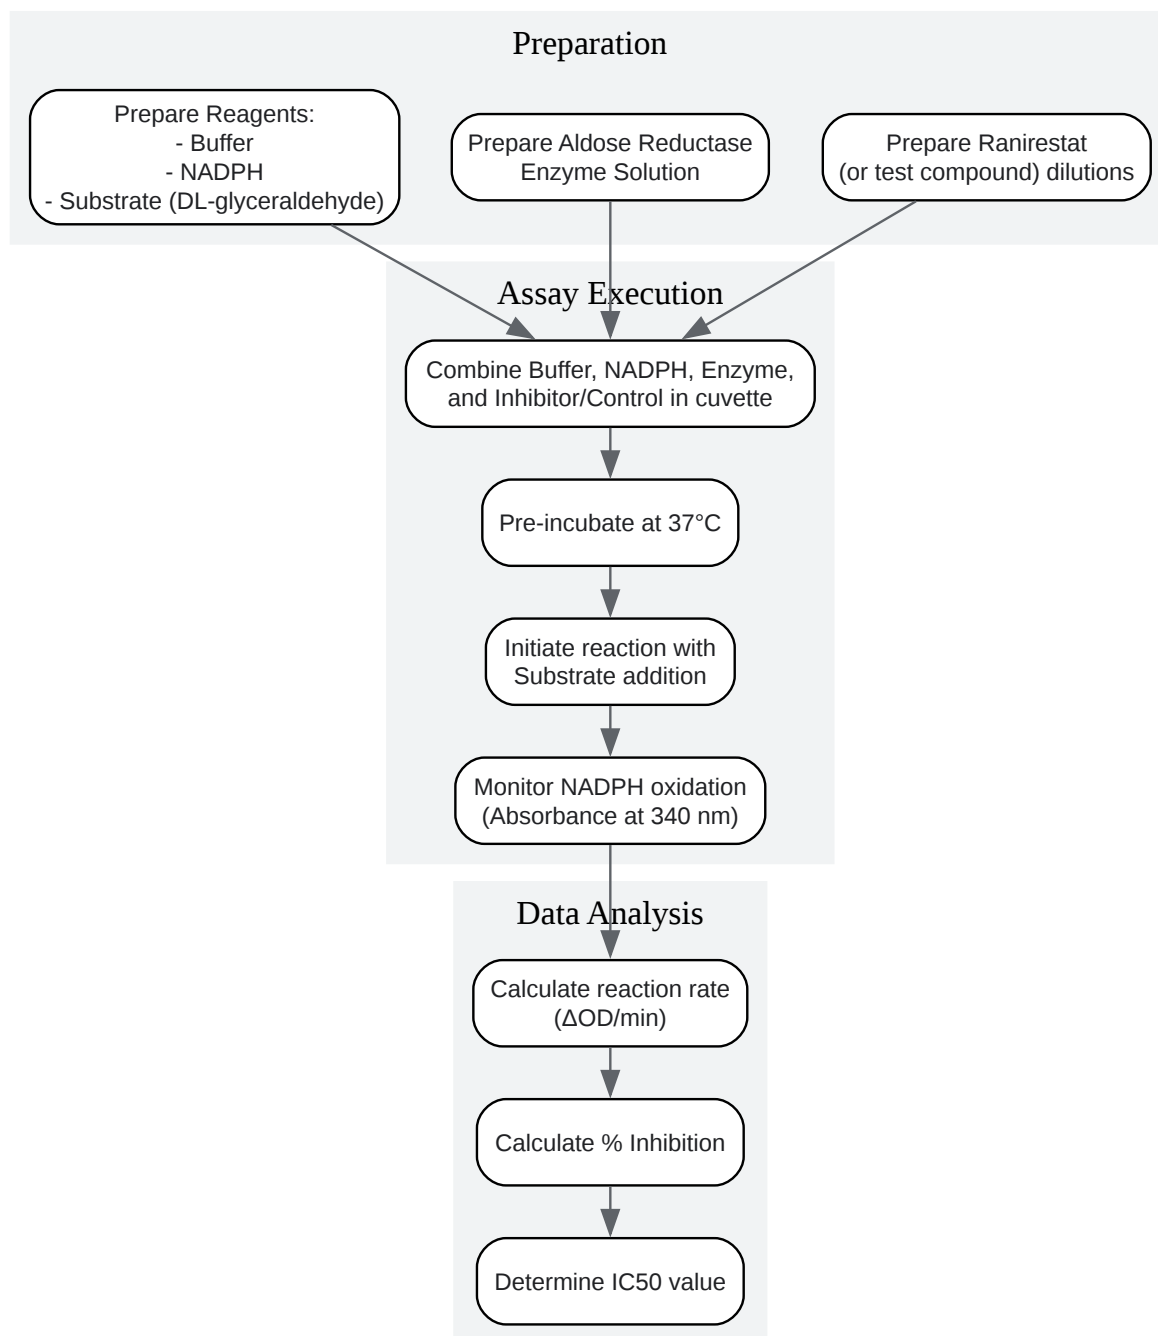 Preparation
Prepare Reagents:
- Buffer
- NADPH
- Substrate (DL-glyceraldehyde)
Prepare Aldose Reductase
Enzyme Solution
Prepare Ranirestat
(or test compound) dilutions
Assay Execution
Combine Buffer, NADPH, Enzyme,
and Inhibitor/Control in cuvette
Pre-incubate at 37°C
Initiate reaction with
Substrate addition
Monitor NADPH oxidation
(Absorbance at 340 nm)
Data Analysis
Calculate reaction rate
(ΔOD/min)
Calculate % Inhibition
Determine IC50 value